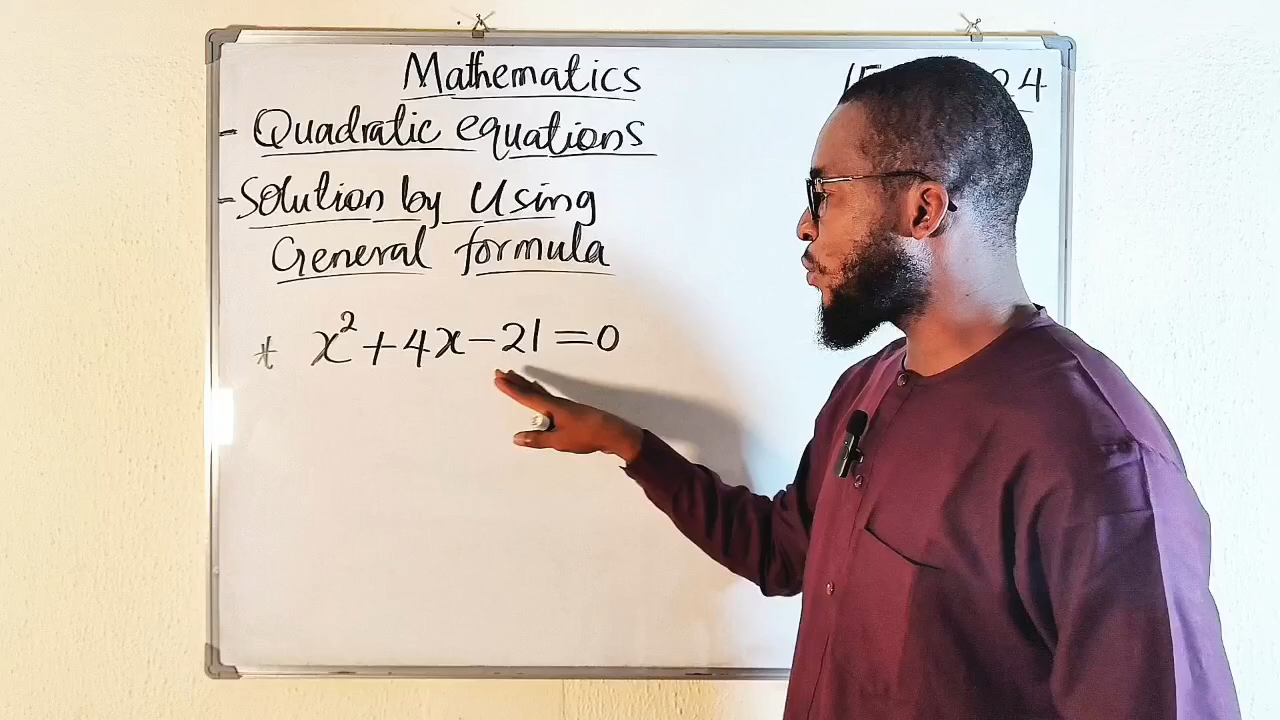 Mathematics
- Quadratic equations
- Solution by Using
General formula
* x² + 4x - 21 = 0